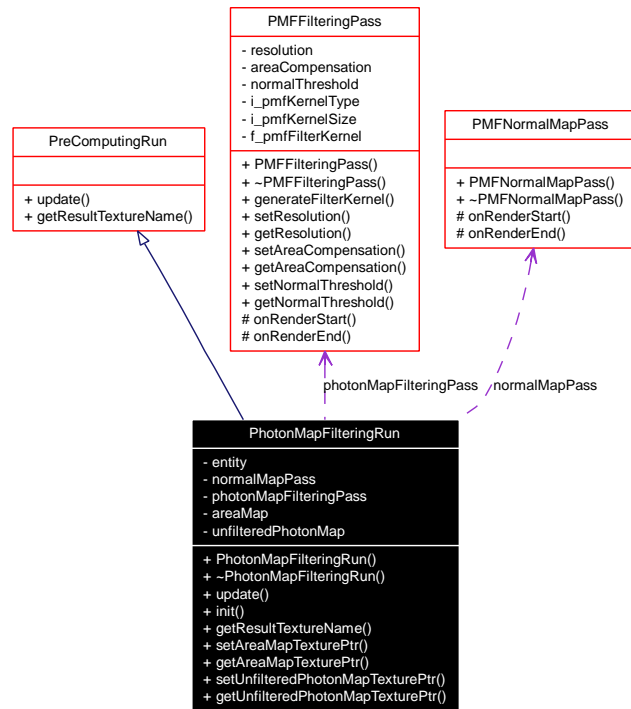 PMFFilteringPass
- resolution
- areaCompensation
- normalThreshold
- i_pmfKernelType
- i_pmfKernelSize
- f_pmfFilterKernel
+ PMFFilteringPass()
+ ~PMFFilteringPass()
+ generateFilterKernel()
+ setResolution()
+ getResolution()
+ setAreaCompensation()
+ getAreaCompensation()
+ setNormalThreshold()
+ getNormalThreshold()
# onRenderStart()
# onRenderEnd()
PreComputingRun
+ update()
+ getResultTextureName()
PMFNormalMapPass
+ PMFNormalMapPass()
+ ~PMFNormalMapPass()
# onRenderStart()
# onRenderEnd()
photonMapFilteringPass
normalMapPass
PhotonMapFilteringRun
- entity
- normalMapPass
- photonMapFilteringPass
- areaMap
- unfilteredPhotonMap
+ PhotonMapFilteringRun()
+ ~PhotonMapFilteringRun()
+ update()
+ init()
+ getResultTextureName()
+ setAreaMapTexturePtr()
+ getAreaMapTexturePtr()
+ setUnfilteredPhotonMapTexturePtr()
+ getUnfilteredPhotonMapTexturePtr()